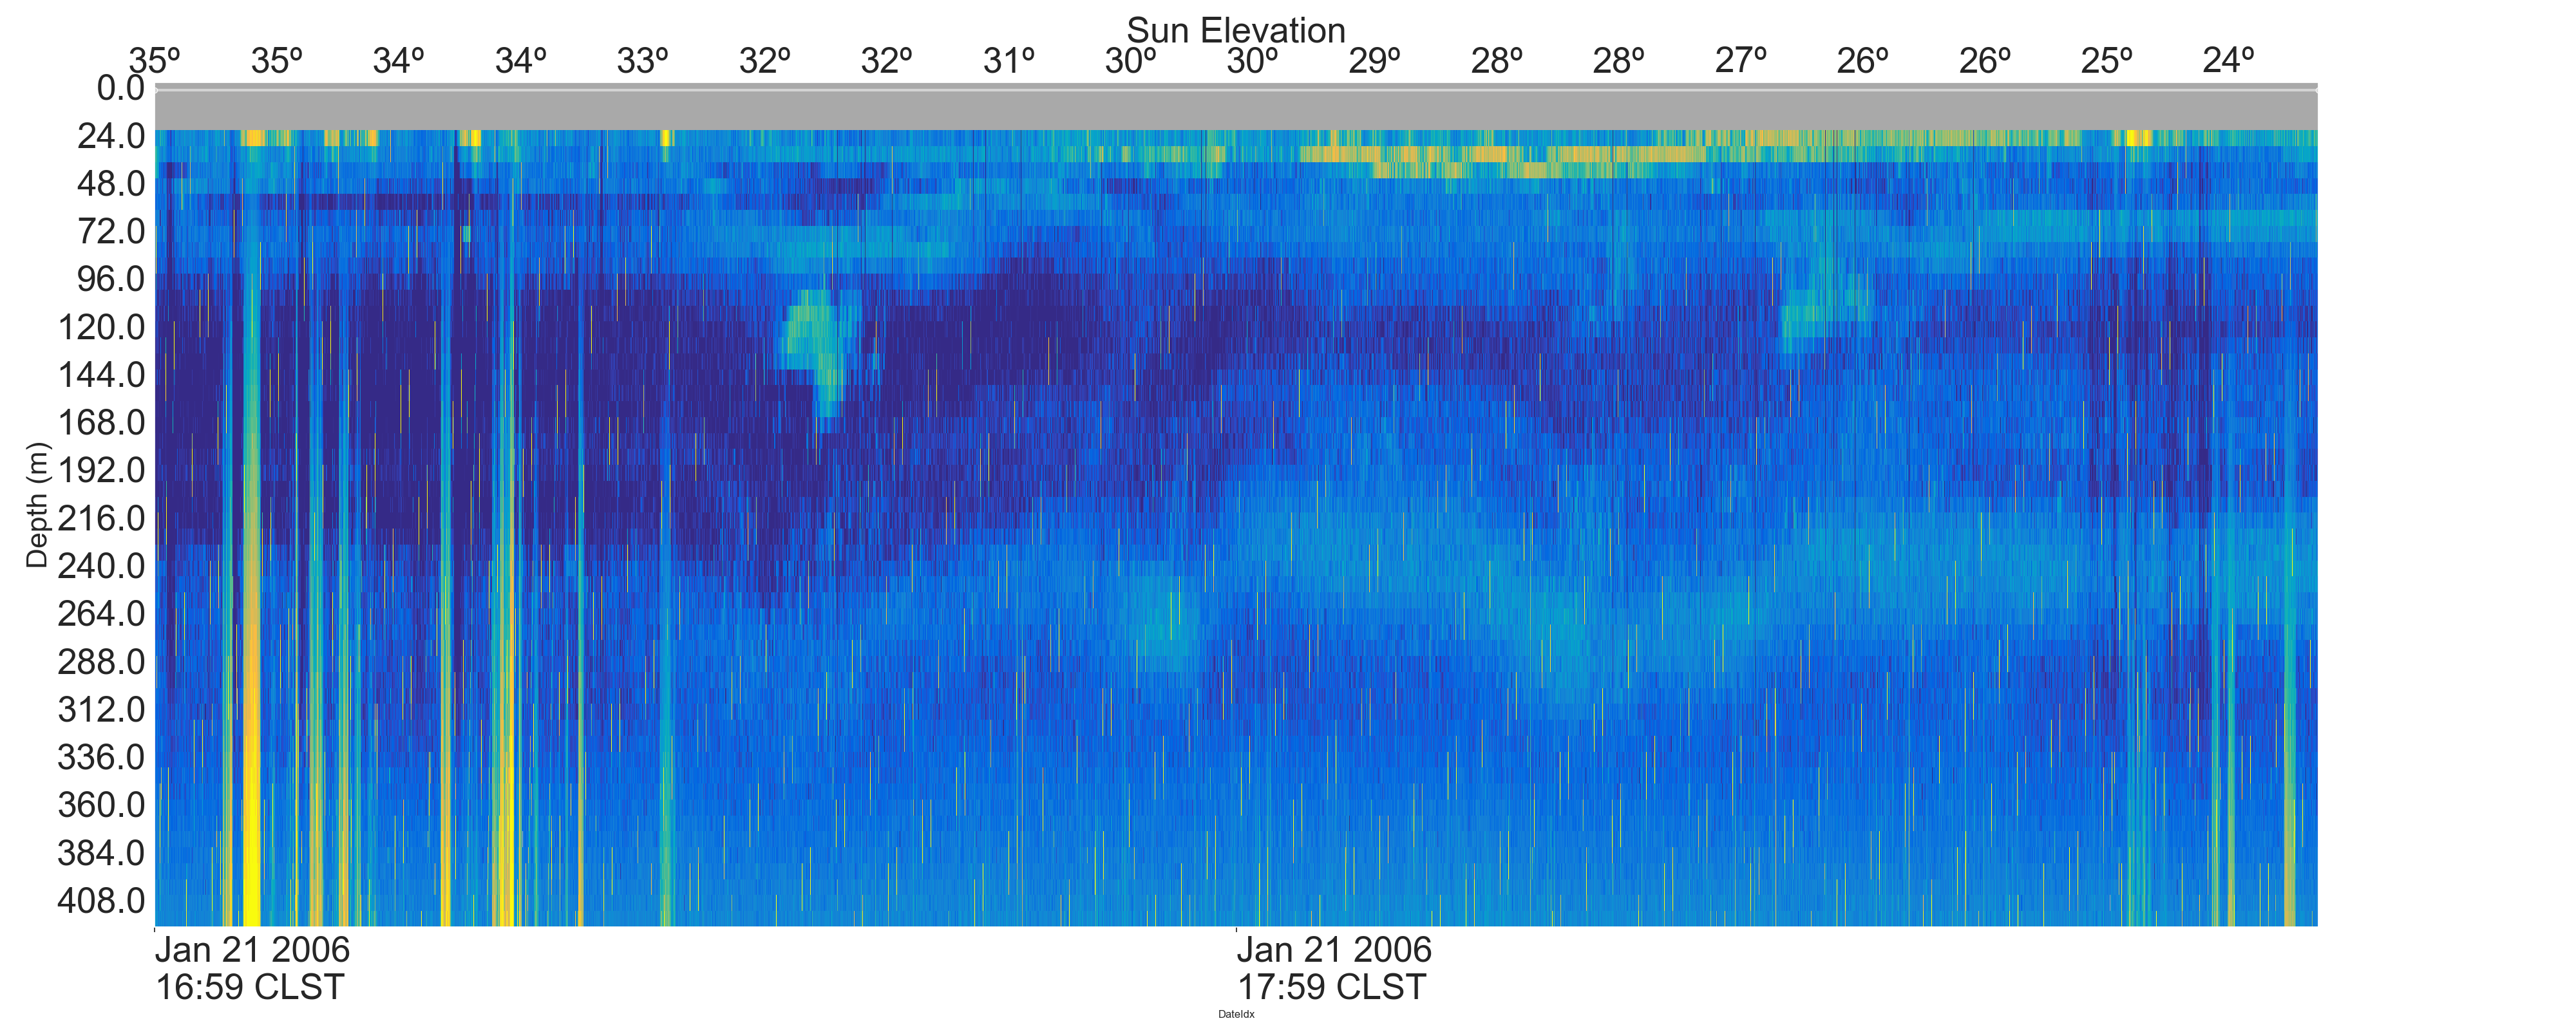 Sun Elevation
35º 35º 34º 34º 33º 32º 32º 31º 30º 30º 29º 28º 28º 27º 26º 26º 25º 24º
0.0
24.0
48.0
72.0
96.0
120.0
144.0
168.0
192.0
216.0
240.0
264.0
288.0
312.0
336.0
360.0
384.0
408.0
Depth (m)
Jan 21 2006
16:59 CLST
Jan 21 2006
17:59 CLST
DateIdx